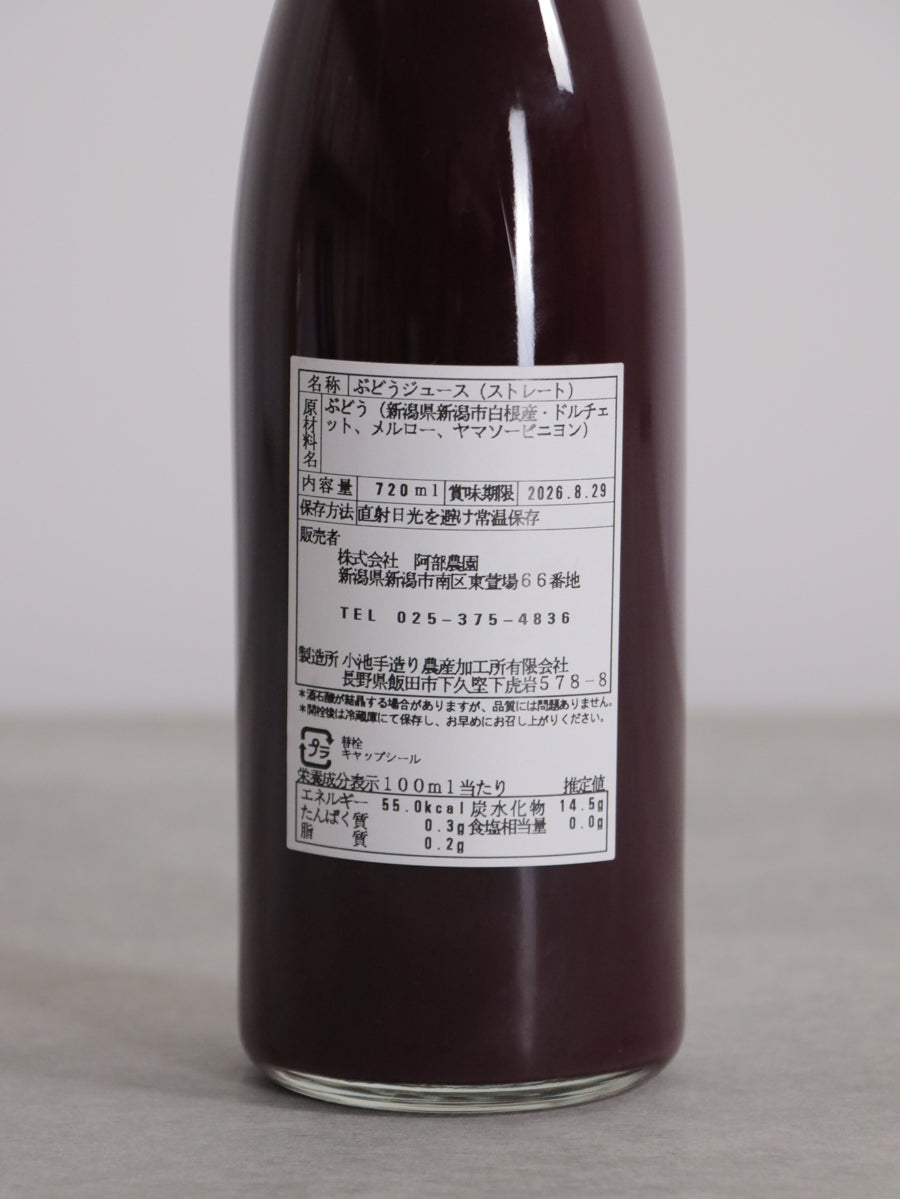 名称 ぶどうジュース（ストレート）
原材料名 ぶどう（新潟県新潟市白根産・ドルチェ
ット、メルロー、ヤマソービニヨン）
内容量 720ml 賞味期限 2026.8.29
保存方法 直射日光を避け常温保存
販売者
株式会社 阿部農園
新潟県新潟市南区東萱場６６番地
TEL 025-375-4836
製造所 小池手造り農産加工所有限会社
長野県飯田市下久堅下虎岩５７８-８
*酒石酸が結晶する場合がありますが、品質には問題ありません。
*開栓後は冷蔵庫にて保存し、お早めにお召し上がりください。
プラ 替栓
キャップシール
栄養成分表示１００ml当たり 推定値
エネルギー 55.0kcal 炭水化物 14.5g
たんぱく質 0.3g 食塩相当量 0.0g
脂質 0.2g